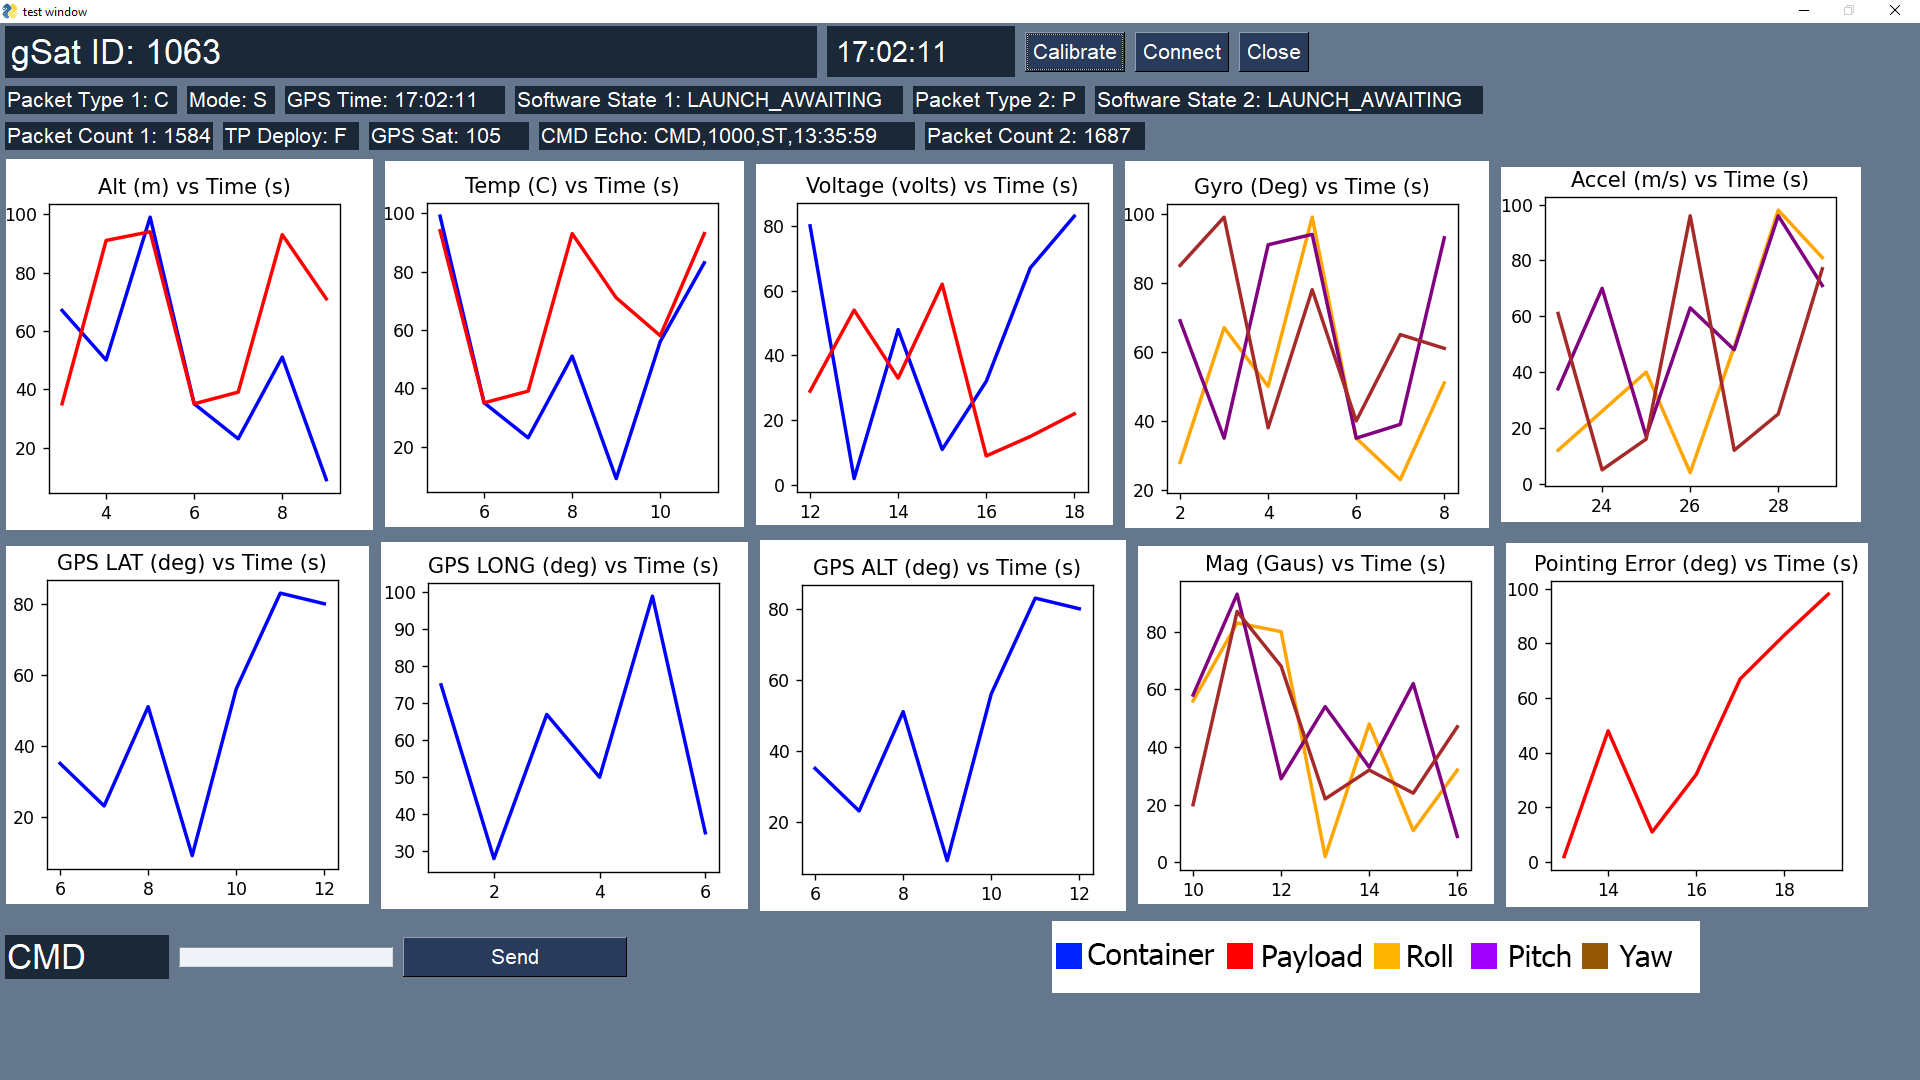 test window
gSat ID: 1063
17:02:11
Calibrate
Connect
Close
Packet Type 1: C
Mode: S
GPS Time: 17:02:11
Software State 1: LAUNCH_AWAITING
Packet Type 2: P
Software State 2: LAUNCH_AWAITING
Packet Count 1: 1584
TP Deploy: F
GPS Sat: 105
CMD Echo: CMD,1000,ST,13:35:59
Packet Count 2: 1687
Alt (m) vs Time (s)
100
80
60
40
20
4 6 8
Temp (C) vs Time (s)
100
80
60
40
20
6 8 10
Voltage (volts) vs Time (s)
80
60
40
20
0
12 14 16 18
Gyro (Deg) vs Time (s)
100
80
60
40
20
2 4 6 8
Accel (m/s) vs Time (s)
100
80
60
40
20
0
24 26 28
GPS LAT (deg) vs Time (s)
80
60
40
20
6 8 10 12
GPS LONG (deg) vs Time (s)
100
90
80
70
60
50
40
30
2 4 6
GPS ALT (deg) vs Time (s)
80
60
40
20
6 8 10 12
Mag (Gaus) vs Time (s)
80
60
40
20
0
10 12 14 16
Pointing Error (deg) vs Time (s)
100
80
60
40
20
0
14 16 18
CMD
Send
Container Payload Roll Pitch Yaw